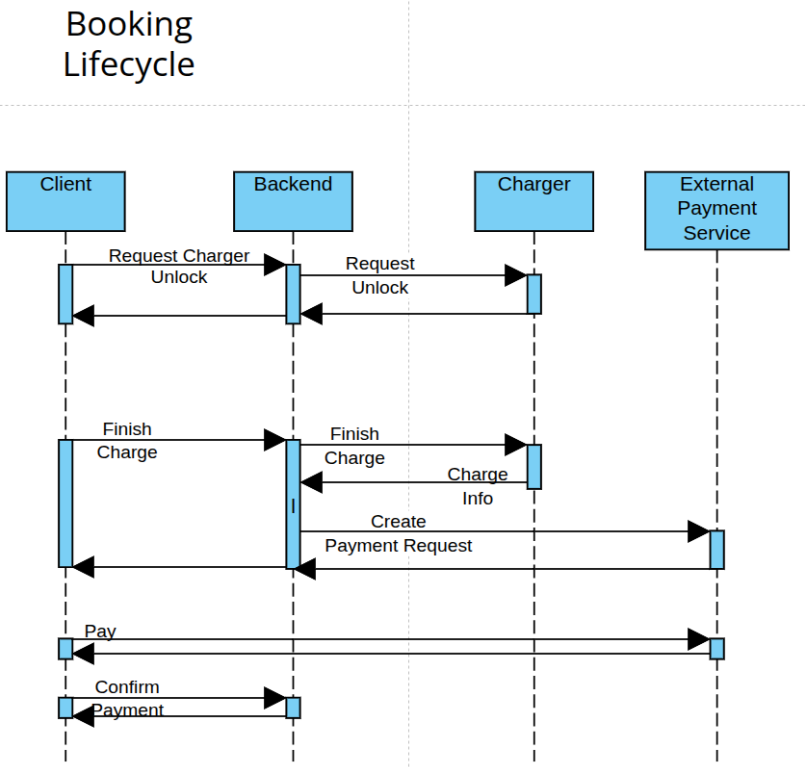 Booking
Lifecycle
Client
Backend
Charger
External
Payment
Service
Request Charger
Unlock
Request
Unlock
Finish
Charge
Finish
Charge
Charge
Info
Create
Payment Request
Pay
Confirm
Payment